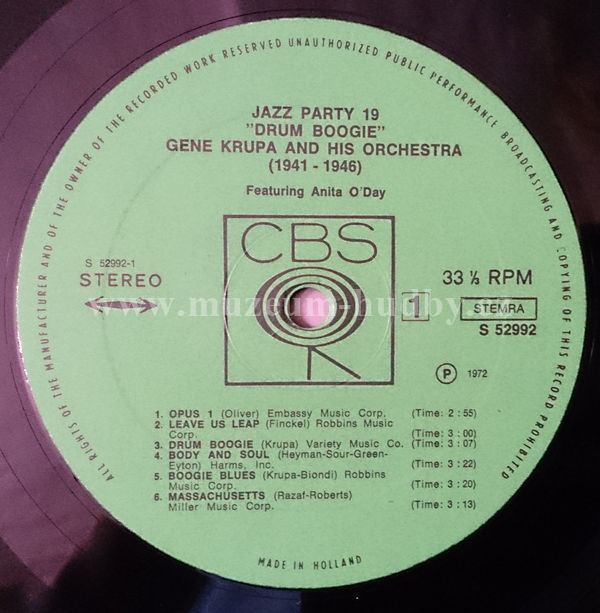 ALL RIGHTS OF THE MANUFACTURER AND OF THE OWNER OF THE RECORDED WORK RESERVED UNAUTHORIZED PUBLIC PERFORMANCE BROADCASTING AND COPYING OF THIS RECORD PROHIBITED
JAZZ PARTY 19
"DRUM BOOGIE"
GENE KRUPA AND HIS ORCHESTRA
(1941 - 1946)
Featuring Anita O'Day
CBS
S 52992-1
STEREO
33 ⅓ RPM
1 STEMRA
S 52992
www.muzeum-hudby.cz
℗ 1972
1. OPUS 1 (Oliver) Embassy Music Corp. (Time: 2 : 55)
2. LEAVE US LEAP (Finckel) Robbins Music
Corp. (Time: 3 : 00)
3. DRUM BOOGIE (Krupa) Variety Music Co. (Time: 3 : 07)
4. BODY AND SOUL (Heyman-Sour-Green-
Eyton) Harms, Inc. (Time: 3 : 22)
5. BOOGIE BLUES (Krupa-Biondi) Robbins
Music Corp. (Time: 3 : 20)
6. MASSACHUSETTS (Razaf-Roberts)
Miller Music Corp. (Time: 3 : 13)
MADE IN HOLLAND